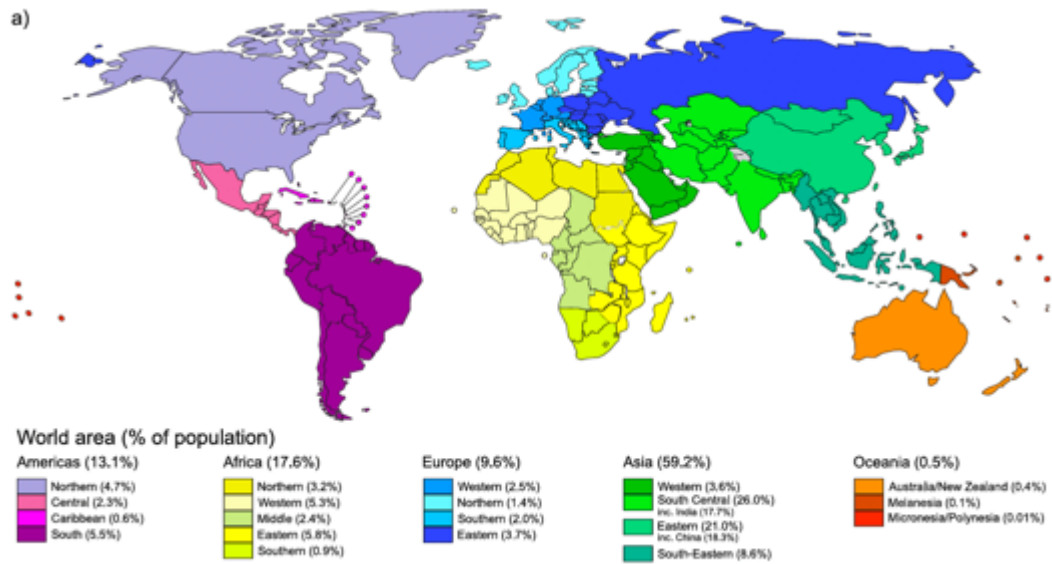 a)
World area (% of population)
Americas (13.1%)
Northern (4.7%)
Central (2.3%)
Caribbean (0.6%)
South (5.5%)
Africa (17.6%)
Northern (3.2%)
Western (5.3%)
Middle (2.4%)
Eastern (5.8%)
Southern (0.9%)
Europe (9.6%)
Western (2.5%)
Northern (1.4%)
Southern (2.0%)
Eastern (3.7%)
Asia (59.2%)
Western (3.6%)
South Central (26.0%)
inc. India (17.7%)
Eastern (21.0%)
inc. China (18.3%)
South-Eastern (8.6%)
Oceania (0.5%)
Australia/New Zealand (0.4%)
Melanesia (0.1%)
Micronesia/Polynesia (0.01%)